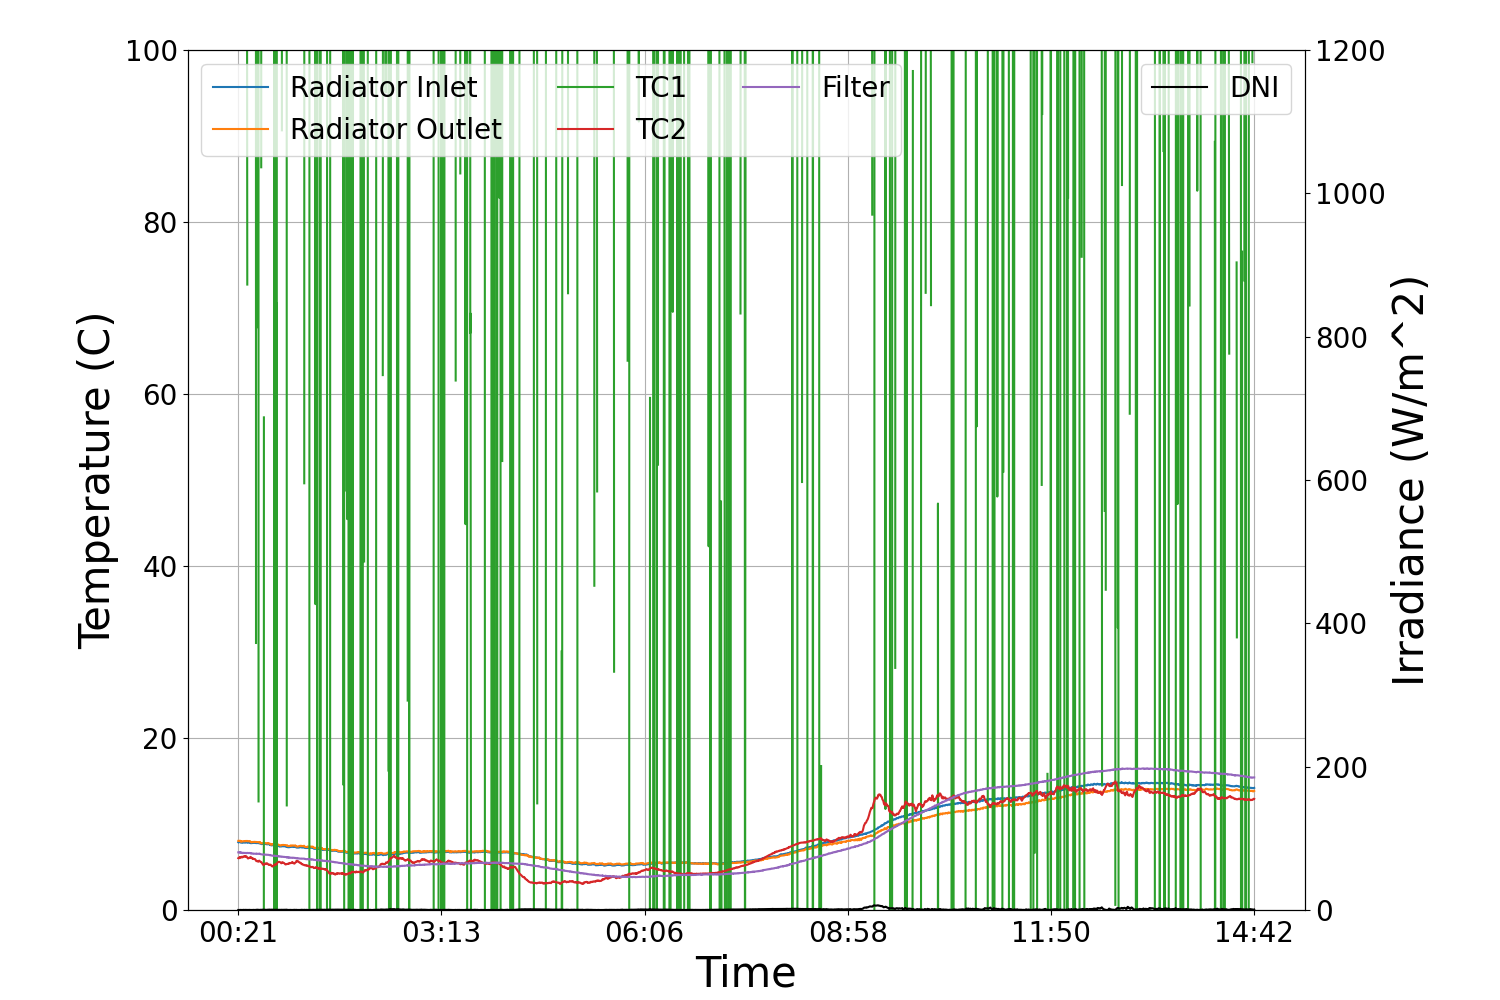 100
80
60
40
20
0
Temperature (C)
Radiator Inlet
Radiator Outlet
TC1
TC2
Filter
DNI
1200
1000
800
600
400
200
0
Irradiance (W/m^2)
00:21 03:13 06:06 08:58 11:50 14:42
Time